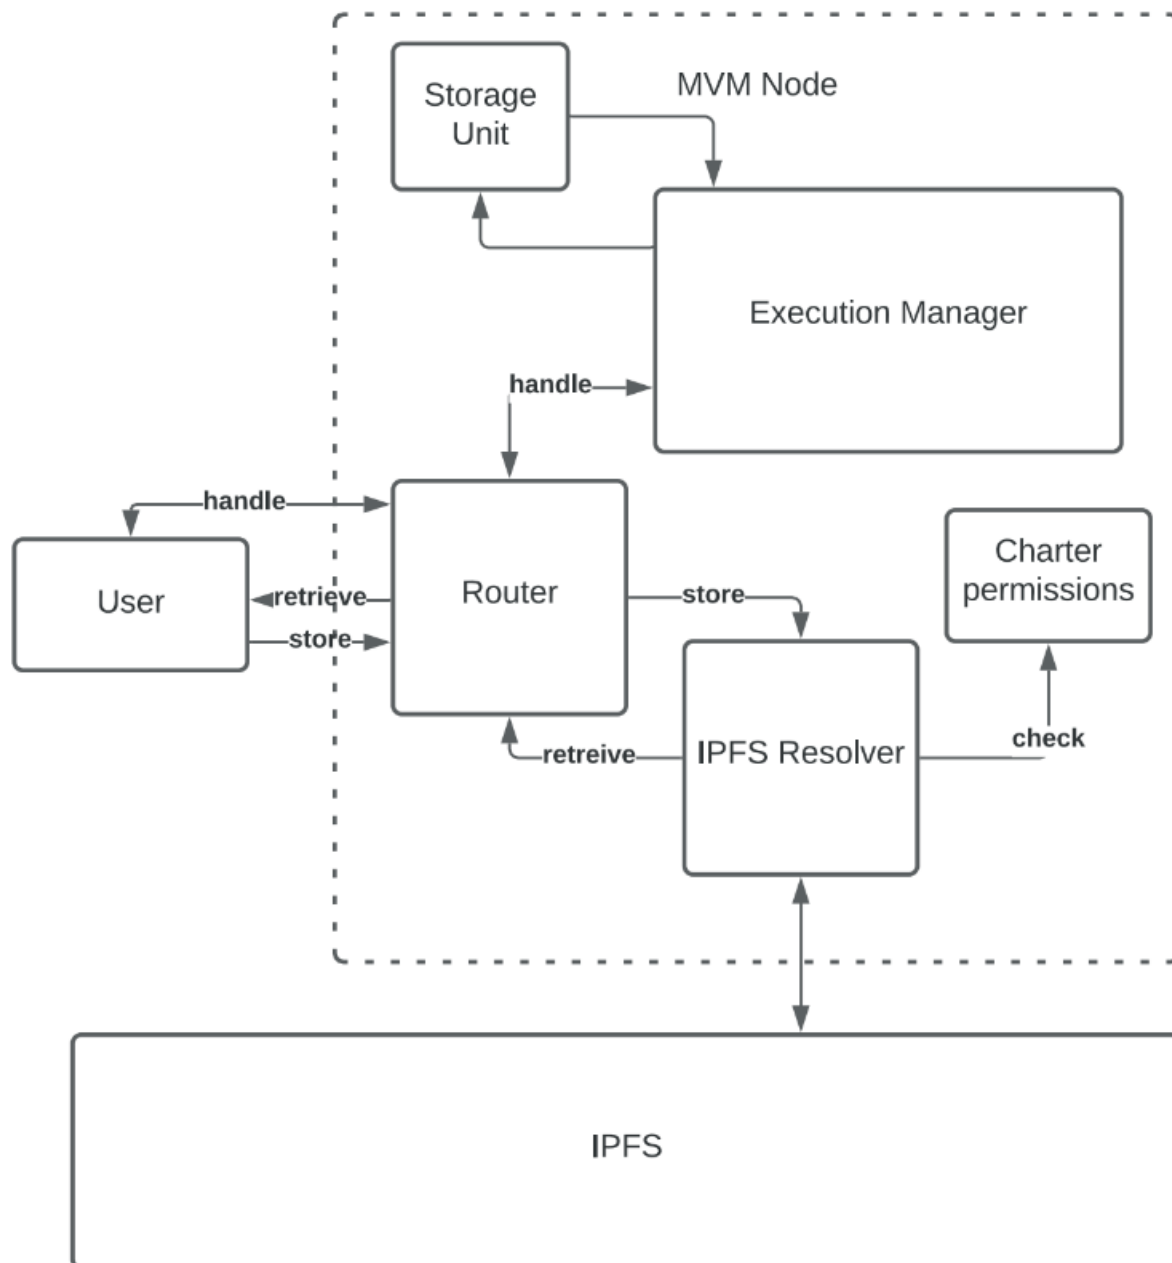 Storage
Unit
MVM Node
Execution Manager
handle
handle
User
retrieve
store
Router
store
Charter
permissions
retreive
IPFS Resolver
check
IPFS